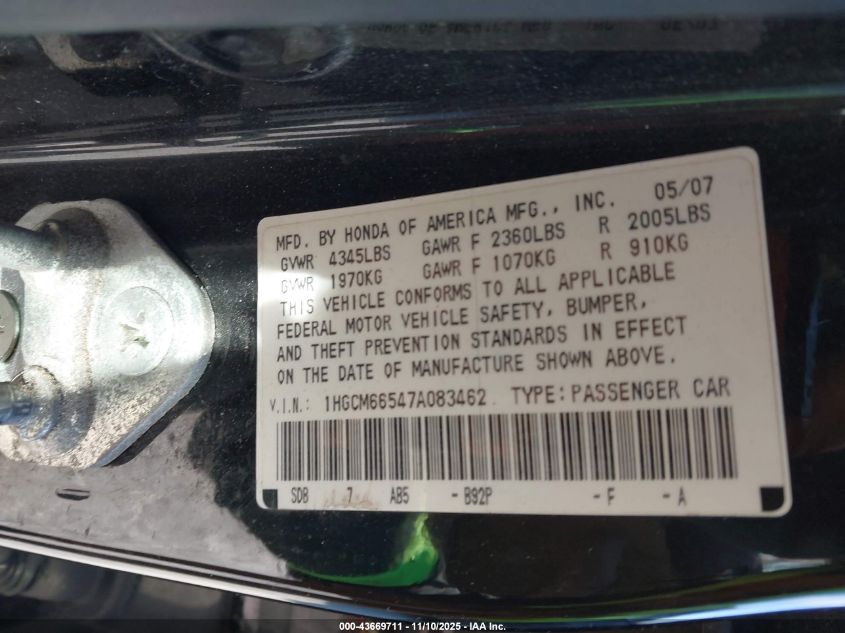 MFD. BY HONDA OF AMERICA MFG., INC. 05/07
GVWR 4345LBS GAWR F 2360LBS R 2005LBS
GVWR 1970KG GAWR F 1070KG R 910KG
THIS VEHICLE CONFORMS TO ALL APPLICABLE
FEDERAL MOTOR VEHICLE SAFETY, BUMPER,
AND THEFT PREVENTION STANDARDS IN EFFECT
ON THE DATE OF MANUFACTURE SHOWN ABOVE.
V.I.N.: 1HGCM66547A083462 TYPE: PASSENGER CAR
SDB 7 AB5 -B92P -F -A
000-43669711 - 11/10/2025 - IAA Inc.